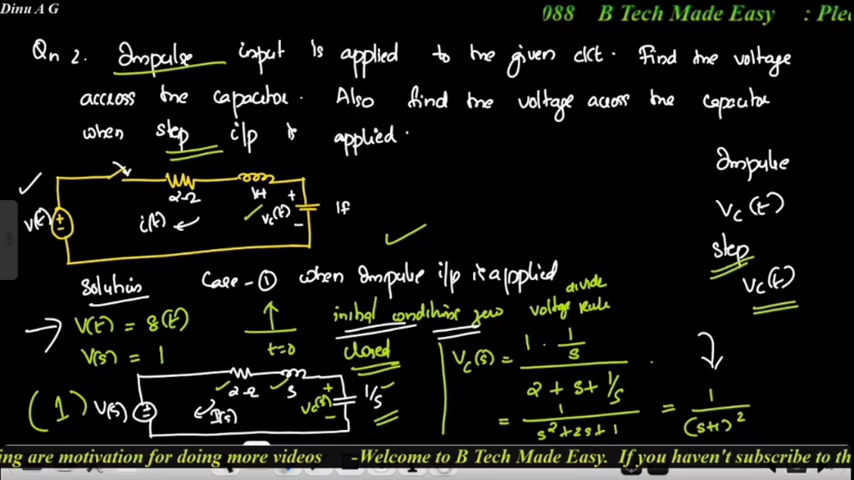 Dinu A G
088 B Tech Made Easy : Ple
Qn 2. Impulse input is applied to the given ckt. Find the voltage
accross the capacitor. Also find the voltage across the capacitor
when step i/p is applied.
v(t) + - i(t) 2Ω 1H + vc(t) - 1f
Impulse
Vc(t)
step
Vc(t)
Solution Case - ① when Impulse i/p is applied
V(t) = δ(t)
V(s) = 1
t=0
initial conditions zero
closed
voltage divide rule
(1) V(s) + - I(s) 2Ω s + Vc(s) - 1/s
Vc(s) = 1 · 1/s / 2 + s + 1/s
= 1 / s² + 2s + 1 = 1 / (s+1)²
ing are motivation for doing more videos -Welcome to B Tech Made Easy. If you haven't subscribe to th